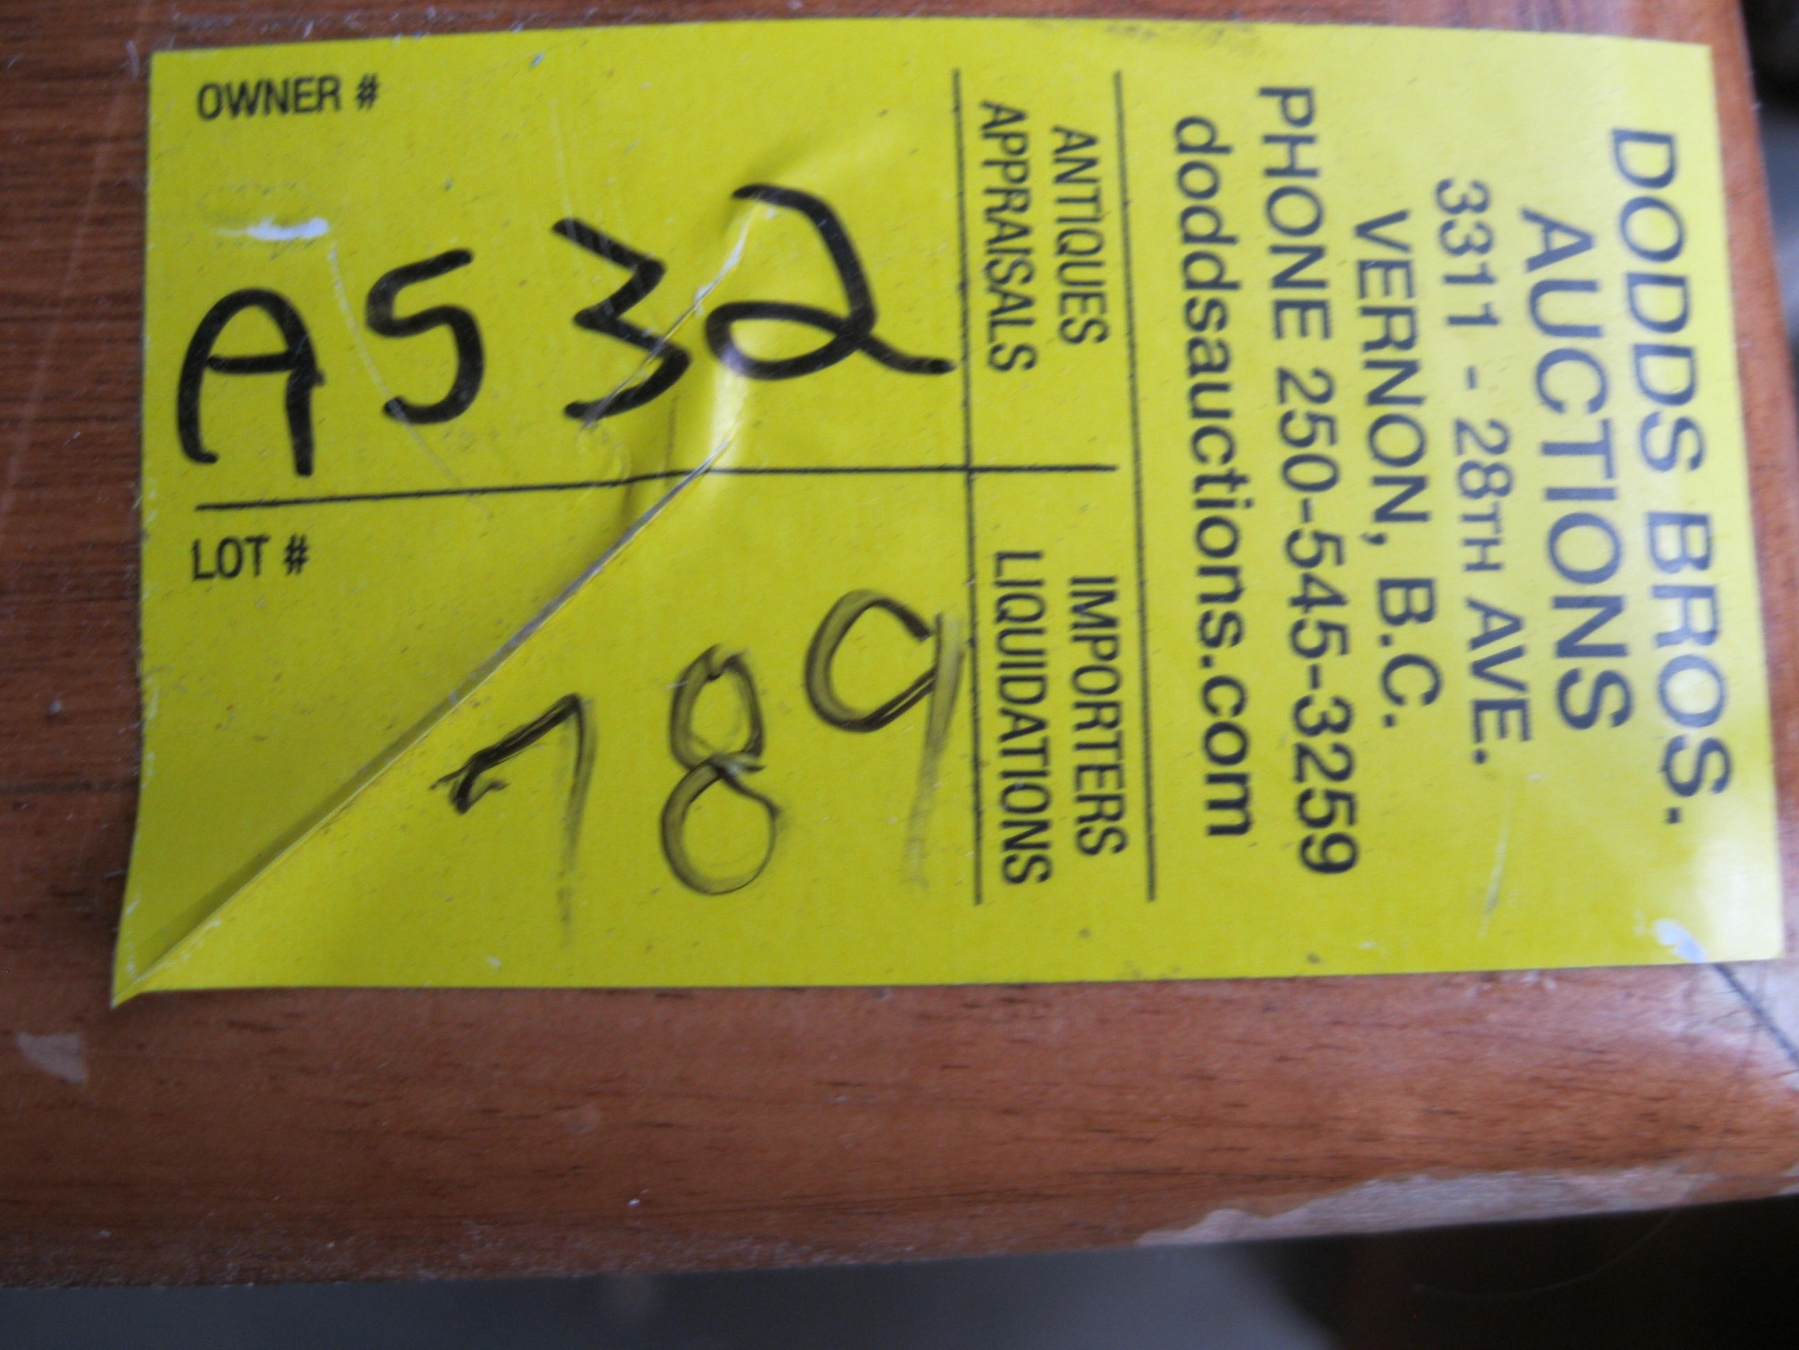 DODDS BROS.
AUCTIONS
3311 - 28TH AVE.
VERNON, B.C.
PHONE 250-545-3259
doddsauctions.com
ANTIQUES
APPRAISALS
IMPORTERS
LIQUIDATIONS
OWNER #
A532
LOT #
789